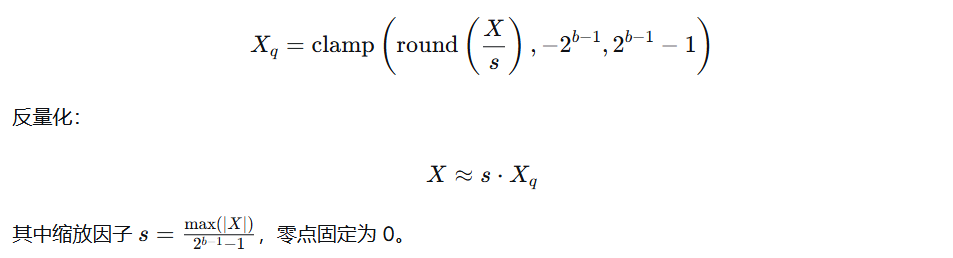 X_q = clamp(round(X/s), −2^{b−1}, 2^{b−1} − 1)
反量化：
X ≈ s · X_q
其中缩放因子 s = max(|X|)/(2^{b−1}−1)，零点固定为 0。